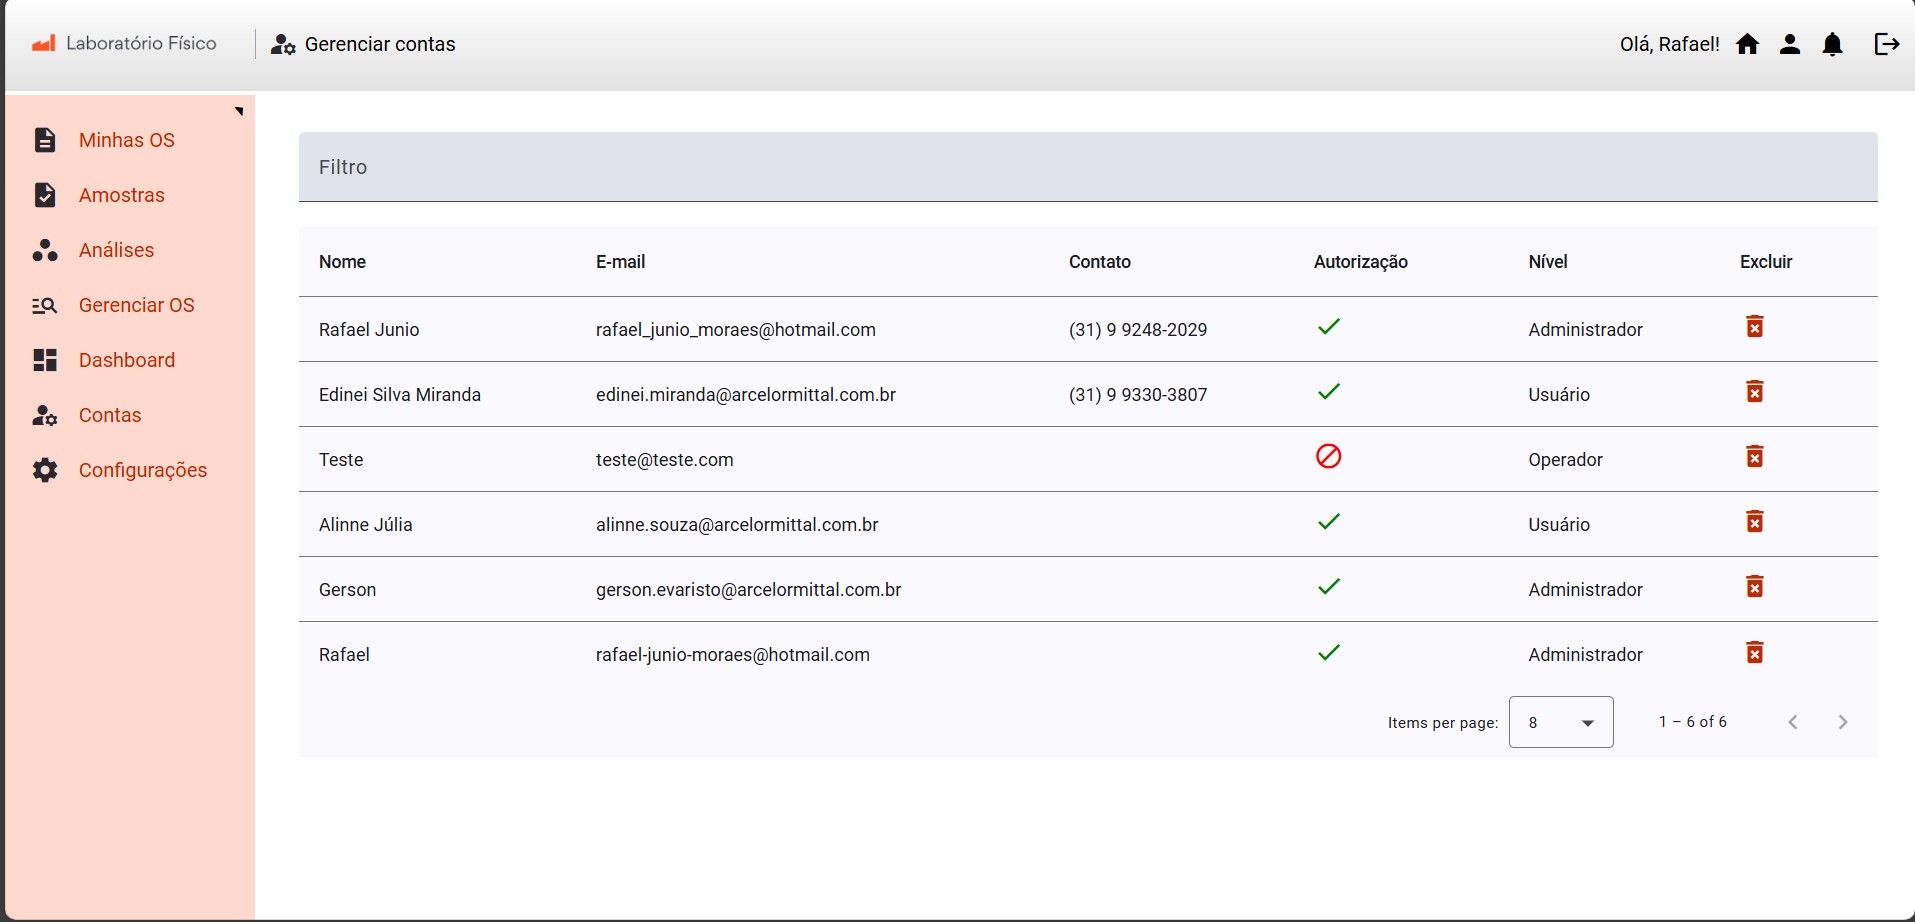 Laboratório Físico
Gerenciar contas
Olá, Rafael!
Minhas OS
Amostras
Análises
Gerenciar OS
Dashboard
Contas
Configurações
Filtro
Nome E-mail Contato Autorização Nível Excluir
Rafael Junio rafael_junio_moraes@hotmail.com (31) 9 9248-2029 Administrador
Edinei Silva Miranda edinei.miranda@arcelormittal.com.br (31) 9 9330-3807 Usuário
Teste teste@teste.com Operador
Alinne Júlia alinne.souza@arcelormittal.com.br Usuário
Gerson gerson.evaristo@arcelormittal.com.br Administrador
Rafael rafael-junio-moraes@hotmail.com Administrador
Items per page: 8 1 – 6 of 6